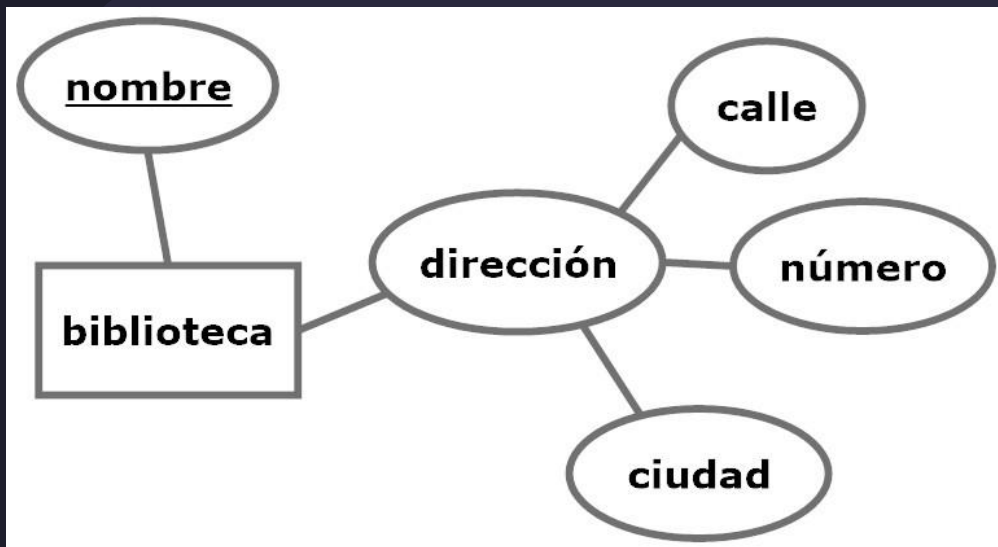 nombre
calle
dirección
número
biblioteca
ciudad